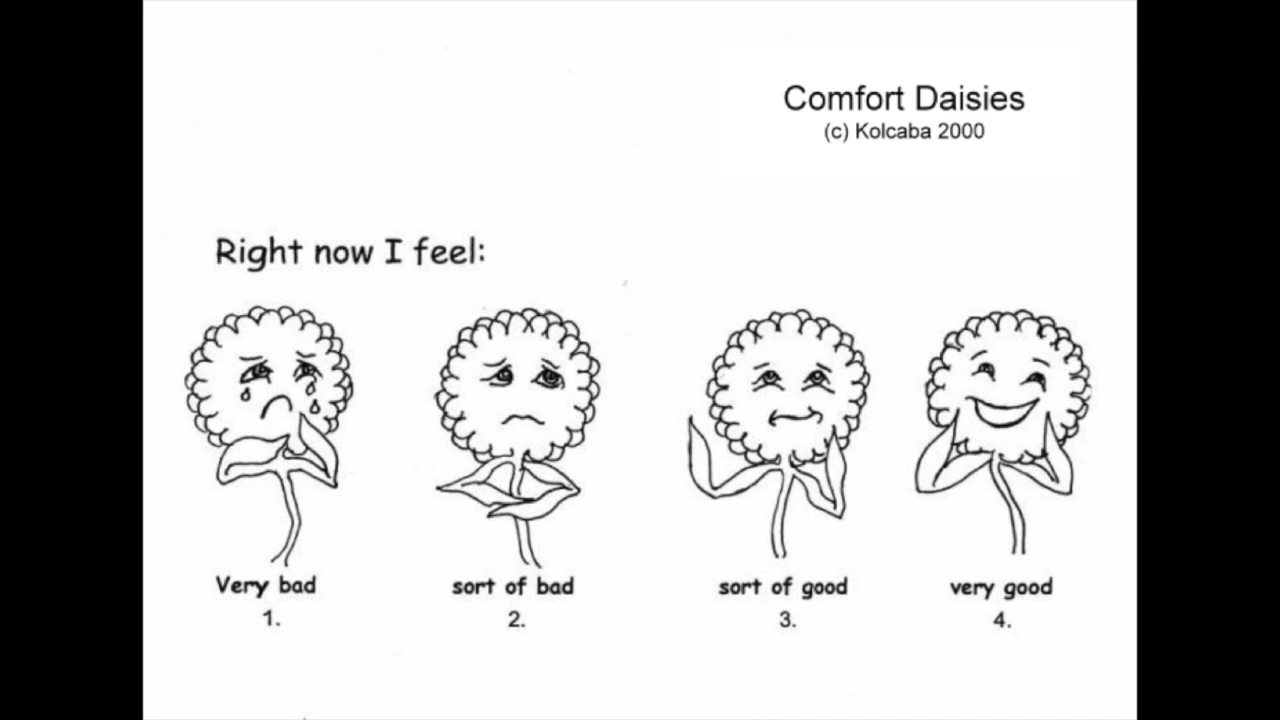 Comfort Daisies
(c) Kolcaba 2000
Right now I feel:
Very bad sort of bad sort of good very good
1. 2. 3. 4.